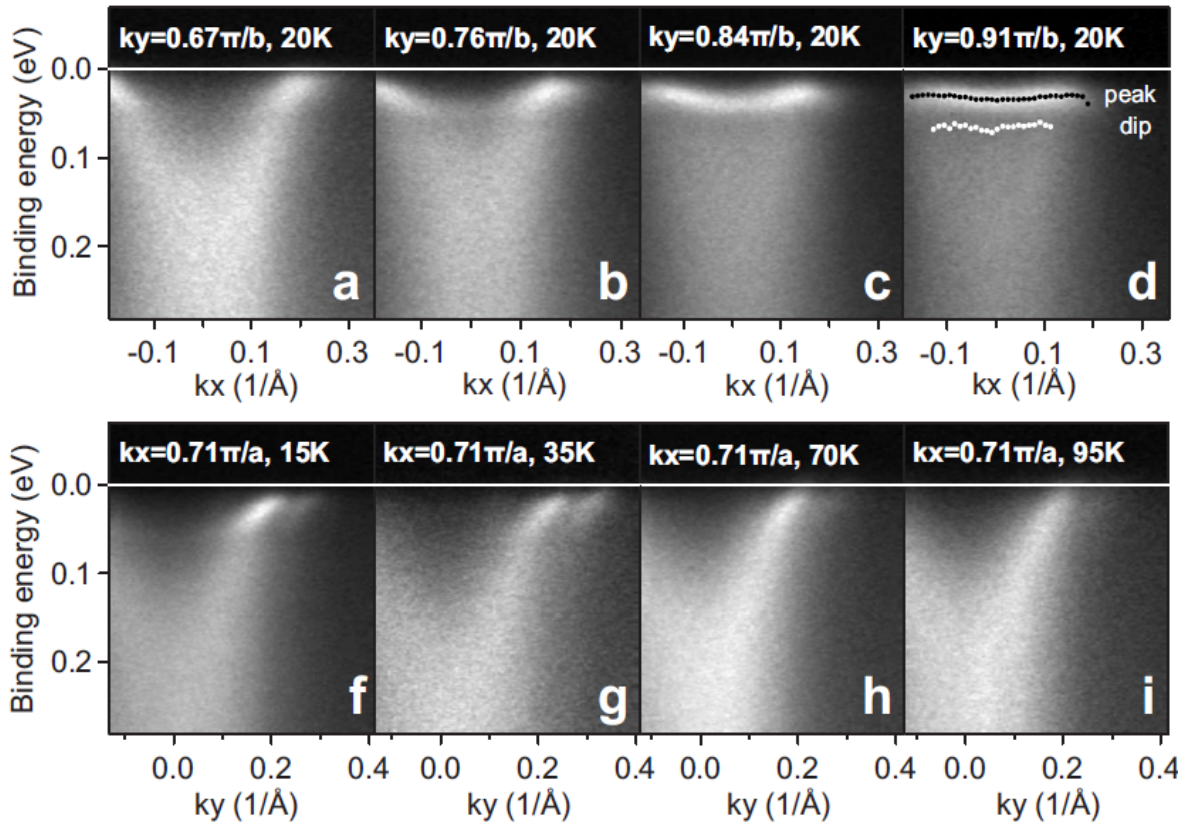 ky=0.67π/b, 20K
ky=0.76π/b, 20K
ky=0.84π/b, 20K
ky=0.91π/b, 20K
Binding energy (eV)
0.0
0.1
0.2
peak
dip
a
b
c
d
-0.1 0.1 0.3
-0.1 0.1 0.3
-0.1 0.1 0.3
-0.1 0.1 0.3
kx (1/Å)
kx (1/Å)
kx (1/Å)
kx (1/Å)
kx=0.71π/a, 15K
kx=0.71π/a, 35K
kx=0.71π/a, 70K
kx=0.71π/a, 95K
Binding energy (eV)
0.0
0.1
0.2
f
g
h
i
0.0 0.2 0.4
0.0 0.2 0.4
0.0 0.2 0.4
0.0 0.2 0.4
ky (1/Å)
ky (1/Å)
ky (1/Å)
ky (1/Å)